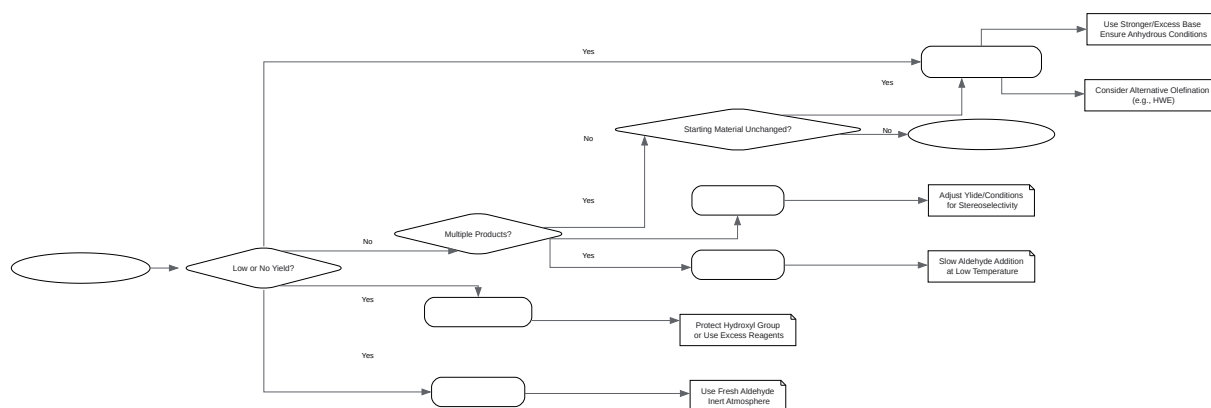 Use Stronger/Excess Base
Ensure Anhydrous Conditions
Yes
Yes
Consider Alternative Olefination
(e.g., HWE)
Starting Material Unchanged?
No
No
Yes
Adjust Ylide/Conditions
for Stereoselectivity
Multiple Products?
No
Yes
Slow Aldehyde Addition
at Low Temperature
Low or No Yield?
Yes
Protect Hydroxyl Group
or Use Excess Reagents
Yes
Use Fresh Aldehyde
Inert Atmosphere